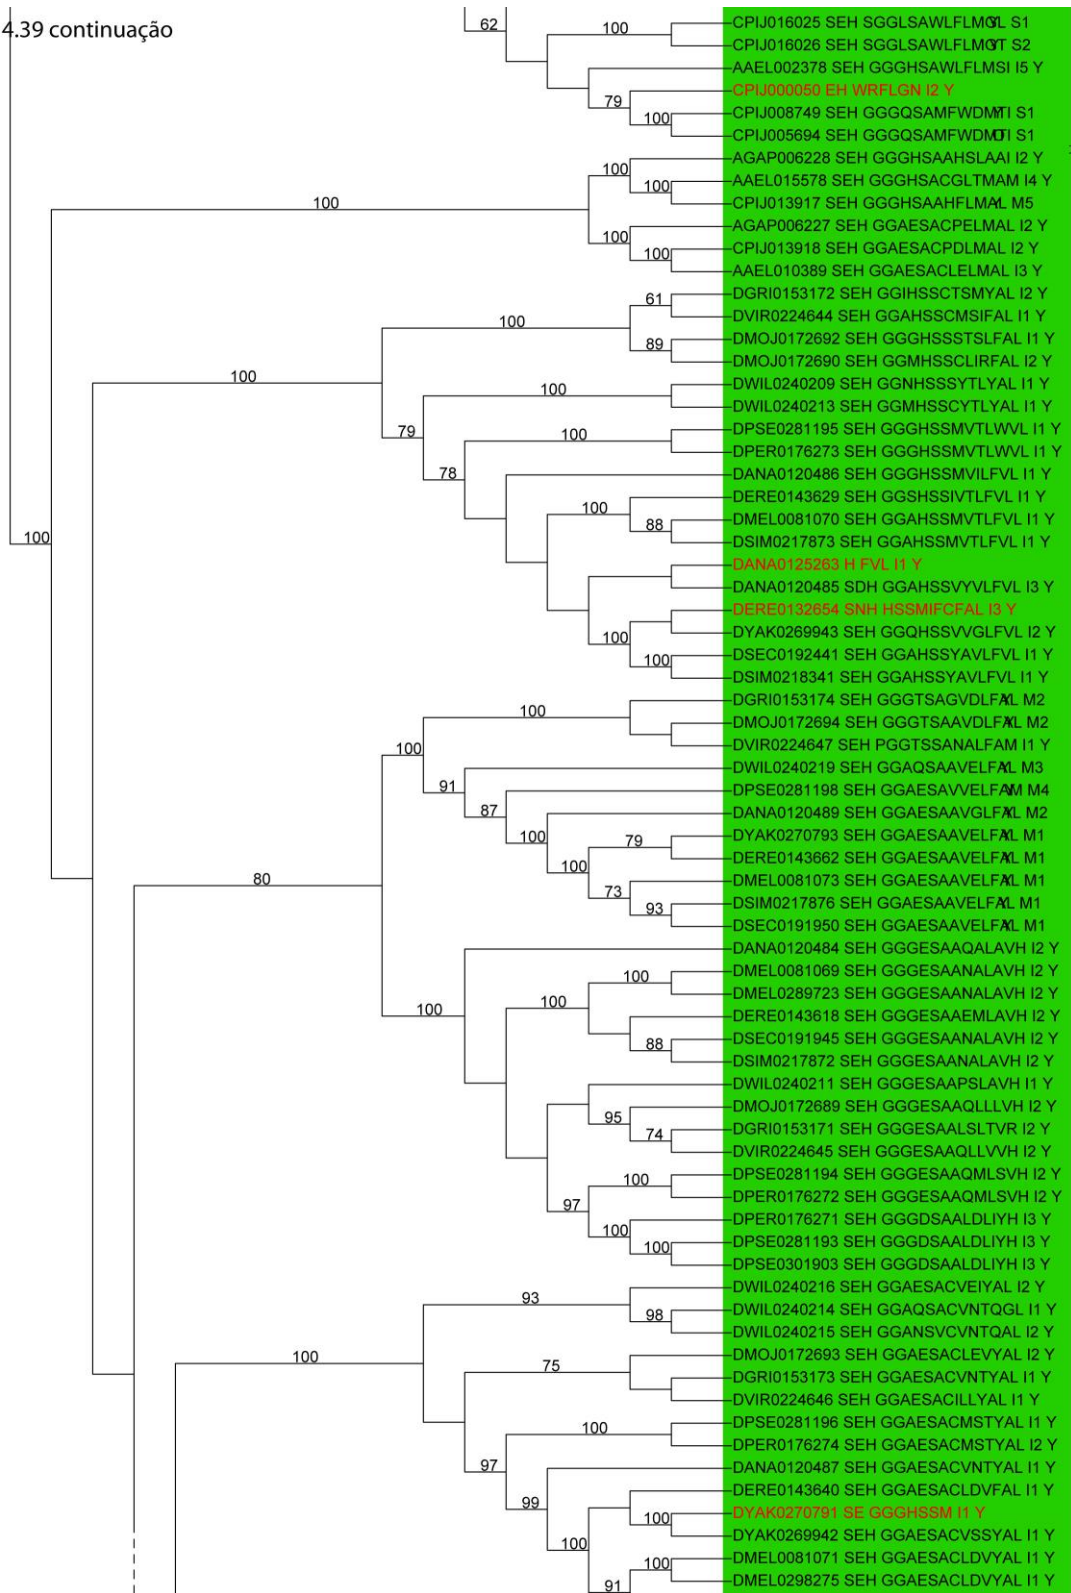 4.39 continuação
62
100
CPIJ016025 SEH S1
CPIJ016026 SEH S2
AAEL002378 SEH GGGHSAWLFLMSI I5 Y
CPIJ000050 EH WRFLGN I2 Y
79
CPIJ008749 SEH S1
100
CPIJ005694 SEH S1
AGAP006228 SEH GGGHSAAHSLAAI I2 Y
100
AAEL015578 SEH GGGHSACGLTMAM I4 Y
100
CPIJ013917 SEH M5
100
AGAP006227 SEH GGAESACPELMAL I2 Y
100
CPIJ013918 SEH GGAESACPDLMAL I2 Y
100
AAEL010389 SEH GGAESACLELMAL I3 Y
DGRI0153172 SEH GGIHSSCTSMYAL I2 Y
61
DVIR0224644 SEH GGAHSSCMSIFAL I1 Y
100
DMOJ0172692 SEH GGGHSSSTSLFAL I1 Y
89
DMOJ0172690 SEH GGMHSSCLIRFAL I2 Y
100
DWIL0240209 SEH GGNHSSSYTLYAL I1 Y
100
DWIL0240213 SEH GGMHSSCYTLYAL I1 Y
79
DPSE0281195 SEH GGGHSSMVTLWVL I1 Y
100
DPER0176273 SEH GGGHSSMVTLWVL I1 Y
78
DANA0120486 SEH GGGHSSMVILFVL I1 Y
DERE0143629 SEH GGSHSSIVTLFVL I1 Y
100
DMEL0081070 SEH GGAHSSMVTLFVL I1 Y
88
DSIM0217873 SEH GGAHSSMVTLFVL I1 Y
100
DANA0125263 H FVL I1 Y
DANA0120485 SDH GGAHSSVYVLFVL I3 Y
DERE0132654 SNH HSSMIFCFAL I3 Y
DYAK0269943 SEH GGQHSSVVGLFVL I2 Y
100
DSEC0192441 SEH GGAHSSYAVLFVL I1 Y
100
DSIM0218341 SEH GGAHSSYAVLFVL I1 Y
DGRI0153174 SEH M2
100
DMOJ0172694 SEH M2
DVIR0224647 SEH PGGTSSANALFAM I1 Y
100
DWIL0240219 SEH M3
91
DPSE0281198 SEH M4
87
DANA0120489 SEH M2
DYAK0270793 SEH M1
100
79
DERE0143662 SEH M1
100
80
DMEL0081073 SEH M1
73
DSIM0217876 SEH M1
93
DSEC0191950 SEH M1
DANA0120484 SEH GGGESAAQALAVH I2 Y
DMEL0081069 SEH GGGESAANALAVH I2 Y
100
DMEL0289723 SEH GGGESAANALAVH I2 Y
100
100
DERE0143618 SEH GGGESAAEMLAVH I2 Y
DSEC0191945 SEH GGGESAANALAVH I2 Y
88
DSIM0217872 SEH GGGESAANALAVH I2 Y
DWIL0240211 SEH GGGESAAPSLAVH I1 Y
DMOJ0172689 SEH GGGESAAQLLLVH I2 Y
95
DGRI0153171 SEH GGGESAALSLTVR I2 Y
74
DVIR0224645 SEH GGGESAAQLLVVH I2 Y
DPSE0281194 SEH GGGESAAQMLSVH I2 Y
100
DPER0176272 SEH GGGESAAQMLSVH I2 Y
97
DPER0176271 SEH GGGDSAALDLIYH I3 Y
100
DPSE0281193 SEH GGGDSAALDLIYH I3 Y
100
DPSE0301903 SEH GGGDSAALDLIYH I3 Y
DWIL0240216 SEH GGAESACVEIYAL I2 Y
93
DWIL0240214 SEH GGAQSACVNTQGL I1 Y
98
DWIL0240215 SEH GGANSVCVNTQAL I2 Y
100
DMOJ0172693 SEH GGAESACLEVYAL I2 Y
75
DGRI0153173 SEH GGAESACVNTYAL I1 Y
DVIR0224646 SEH GGAESACILLYAL I1 Y
DPSE0281196 SEH GGAESACMSTYAL I1 Y
100
DPER0176274 SEH GGAESACMSTYAL I2 Y
97
DANA0120487 SEH GGAESACVNTYAL I1 Y
DERE0143640 SEH GGAESACLDVFAL I1 Y
99
DYAK0270791 SE GGGHSSM I1 Y
100
DYAK0269942 SEH GGAESACVSSYAL I1 Y
100
DMEL0081071 SEH GGAESACLDVYAL I1 Y
100
DMEL0298275 SEH GGAESACLDVYAL I1 Y
91